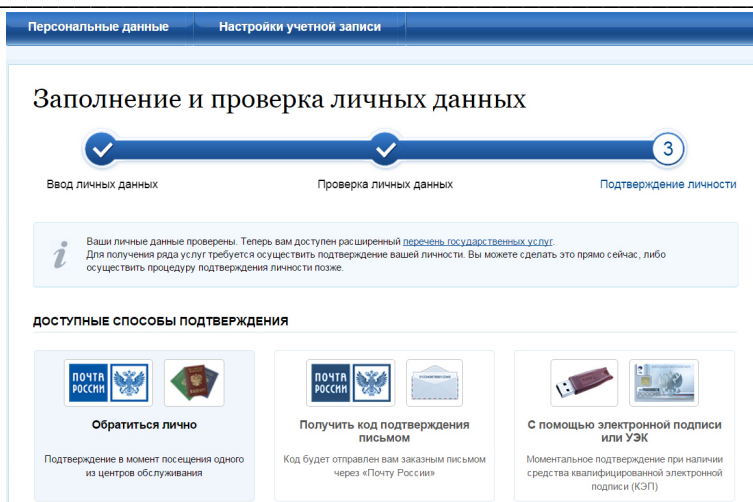 Персональные данные Настройки учетной записи
Заполнение и проверка личных данных
3
Ввод личных данных Проверка личных данных Подтверждение личности
Ваши личные данные проверены. Теперь вам доступен расширенный перечень государственных услуг.
Для получения ряда услуг требуется осуществить подтверждение вашей личности. Вы можете сделать это прямо сейчас, либо
осуществить процедуру подтверждения личности позже.
ДОСТУПНЫЕ СПОСОБЫ ПОДТВЕРЖДЕНИЯ
ПОЧТА
РОССИИ
Обратиться лично
Подтверждение в момент посещения одного
из центров обслуживания
ПОЧТА
РОССИИ
Получить код подтверждения
письмом
Код будет отправлен вам заказным письмом
через «Почту России»
С помощью электронной подписи
или УЭК
Моментальное подтверждение при наличии
средства квалифицированной электронной
подписи (КЭП)